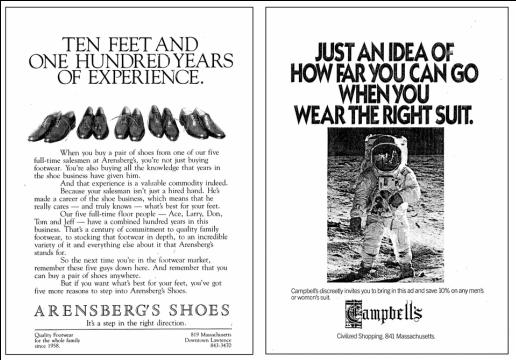 TEN FEET AND
ONE HUNDRED YEARS
OF EXPERIENCE.
When you buy a pair of shoes from one of our five
full-time salesmen at Arensberg's, you're not just buying
footwear. You're also buying all the knowledge that years in
the shoe business have given him.
And that experience is a valuable commodity indeed.
Because your salesman isn't just a hired hand. He's
made a career of the shoe business, which means that he
really cares — and truly knows — what's best for your feet.
Our five full-time floor people — Ace, Larry, Don,
Tom and Jeff — have a combined hundred years in this
business. That's a century of commitment to quality family
footwear, to stocking that footwear in depth, to an incredible
variety of it and everything else about it that Arensberg's
stands for.
So the next time you're in the footwear market,
remember these five guys down here. And remember that
you can buy a pair of shoes anywhere.
But if you want what's best for your feet, you've got
five more reasons to step into Arensberg's Shoes.
ARENSBERG'S SHOES
It's a step in the right direction.
Quality Footwear
for the whole family
since 1958.
819 Massachusetts
Downtown Lawrence
843-3470
JUST AN IDEA OF
HOW FAR YOU CAN GO
WHEN YOU
WEAR THE RIGHT SUIT.
Campbell's discreetly invites you to bring in this ad and save 10% on any men's
or women's suit.
Campbell's
Civilized Shopping. 841 Massachusetts.